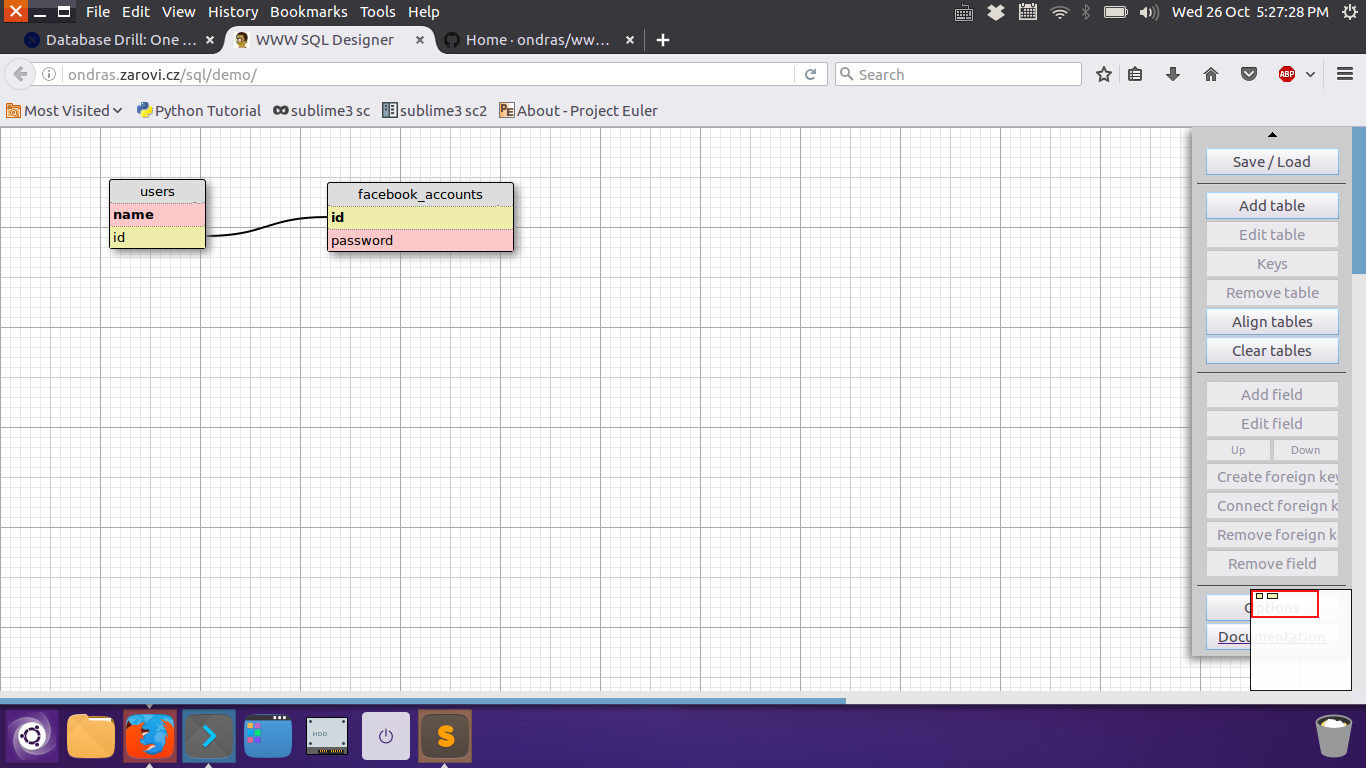 File Edit View History Bookmarks Tools Help Wed 26 Oct 5:27:28 PM
Database Drill: One ... WWW SQL Designer Home · ondras/ww...
ondras.zarovi.cz/sql/demo/ Search ABP
Most Visited Python Tutorial sublime3 sc sublime3 sc2 PE About - Project Euler
users
name
id
facebook_accounts
id
password
Save / Load
Add table
Edit table
Keys
Remove table
Align tables
Clear tables
Add field
Edit field
Up Down
Create foreign key
Connect foreign k
Remove foreign k
Remove field
Options
Documentation
HDD
S